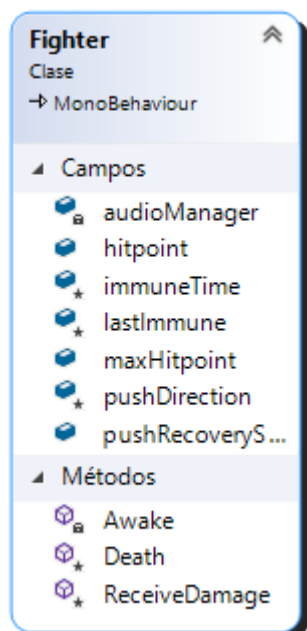 Fighter
Clase
MonoBehaviour
Campos
audioManager
hitpoint
immuneTime
lastImmune
maxHitpoint
pushDirection
pushRecoveryS...
Métodos
Awake
Death
ReceiveDamage